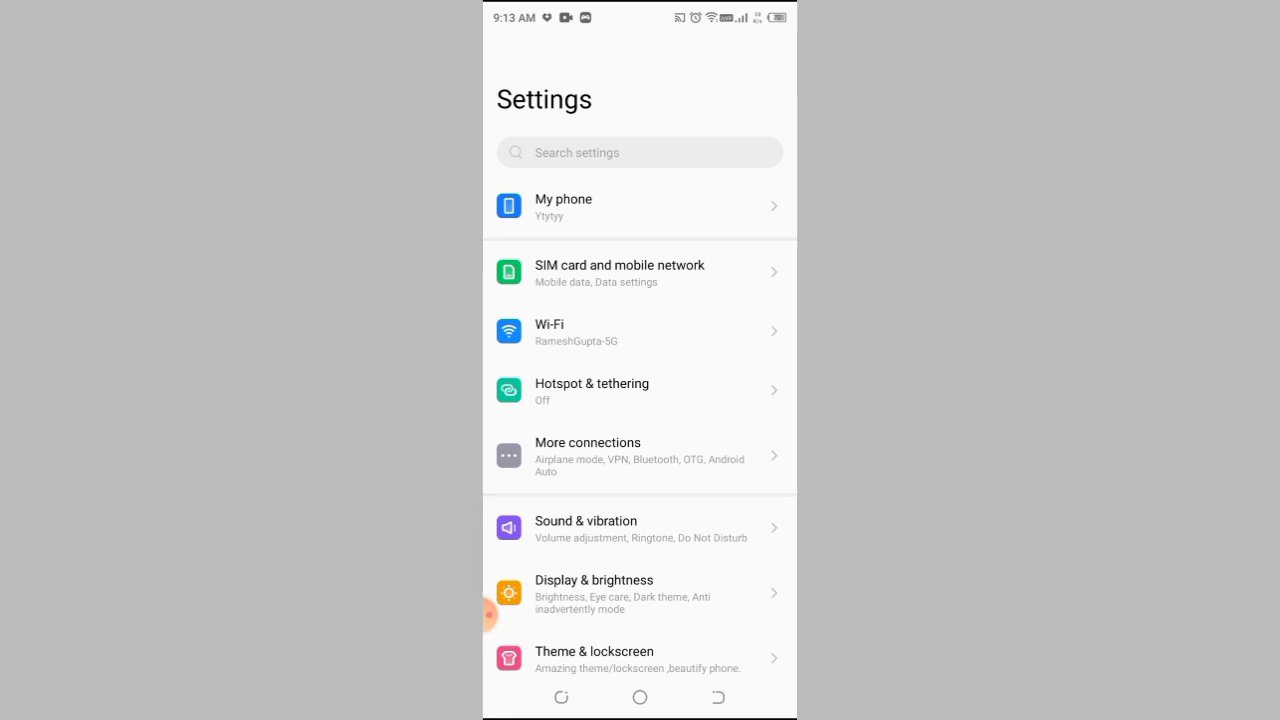 9:13 AM
Settings
Search settings
My phone
Ytytyy
SIM card and mobile network
Mobile data, Data settings
Wi-Fi
RameshGupta-5G
Hotspot & tethering
Off
More connections
Airplane mode, VPN, Bluetooth, OTG, Android
Auto
Sound & vibration
Volume adjustment, Ringtone, Do Not Disturb
Display & brightness
Brightness, Eye care, Dark theme, Anti
inadvertently mode
Theme & lockscreen
Amazing theme/lockscreen ,beautify phone.